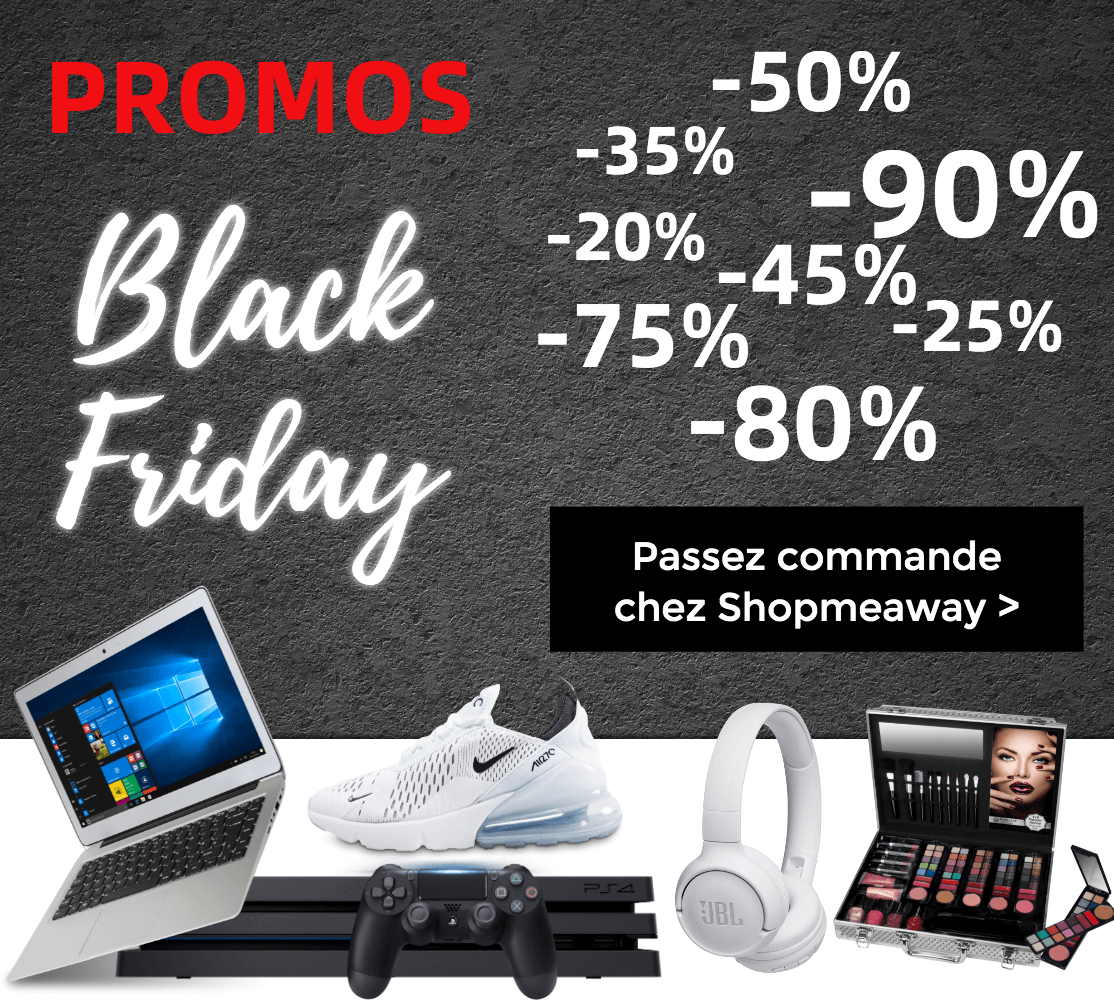 PROMOS
Black
Friday
-50%
-35%
-90%
-20%
-45%
-75%
-25%
-80%
Passez commande
chez Shopmeaway >
AIR270
PS4
JBL